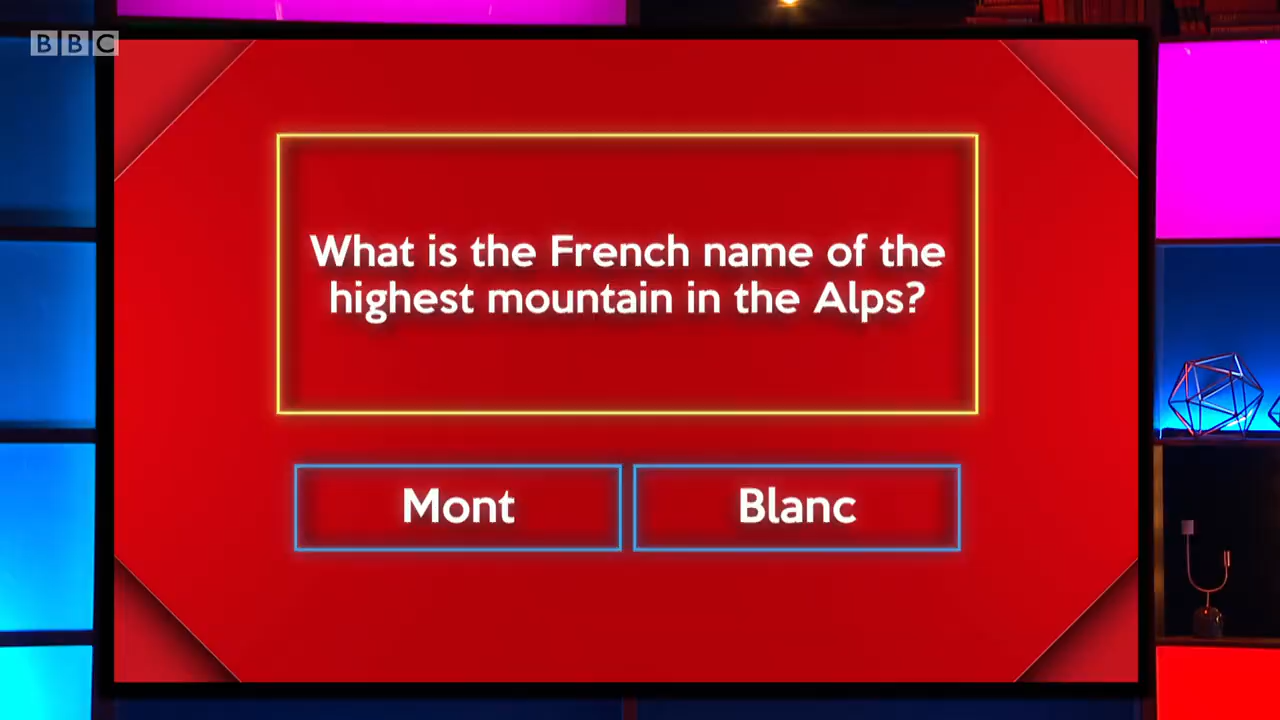 BBC
What is the French name of the
highest mountain in the Alps?
Mont
Blanc